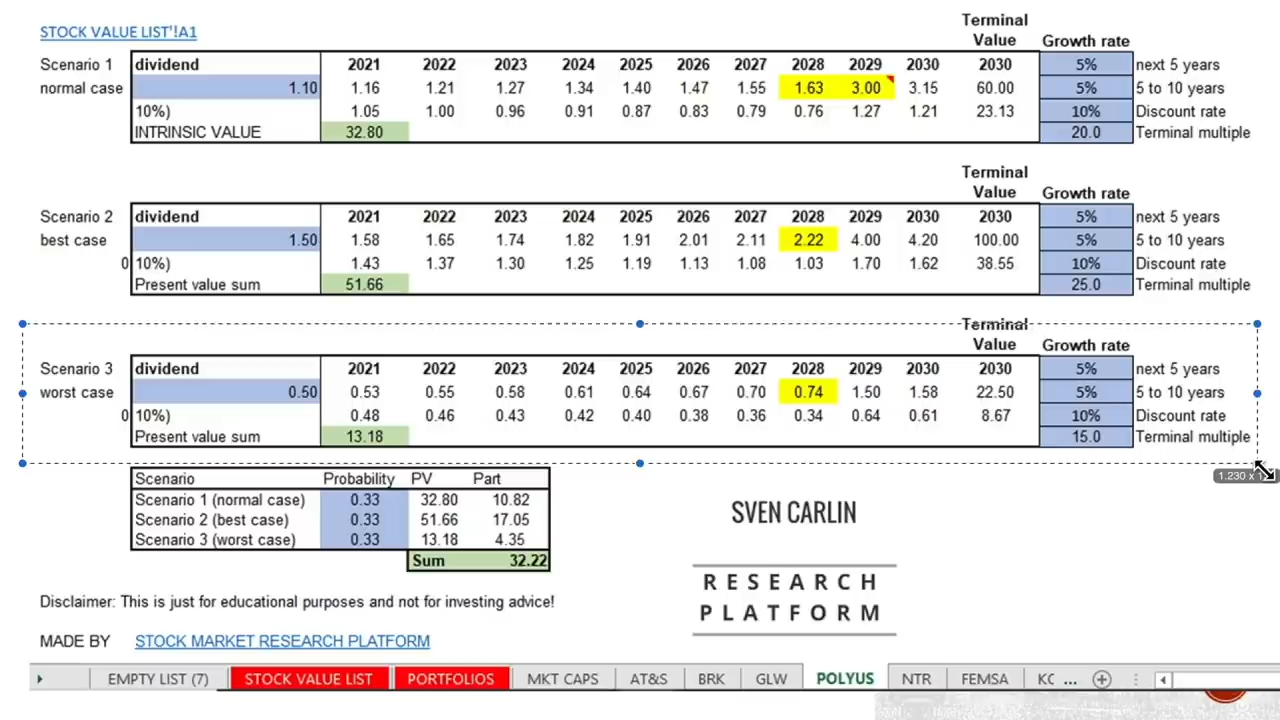 Terminal
STOCK VALUE LIST'!A1 Value Growth rate
Scenario 1 dividend 2021 2022 2023 2024 2025 2026 2027 2028 2029 2030 2030 5% next 5 years
normal case 1.10 1.16 1.21 1.27 1.34 1.40 1.47 1.55 1.63 3.00 3.15 60.00 5% 5 to 10 years
10%) 1.05 1.00 0.96 0.91 0.87 0.83 0.79 0.76 1.27 1.21 23.13 10% Discount rate
INTRINSIC VALUE 32.80 20.0 Terminal multiple
Terminal
Value Growth rate
Scenario 2 dividend 2021 2022 2023 2024 2025 2026 2027 2028 2029 2030 2030 5% next 5 years
best case 1.50 1.58 1.65 1.74 1.82 1.91 2.01 2.11 2.22 4.00 4.20 100.00 5% 5 to 10 years
0 10%) 1.43 1.37 1.30 1.25 1.19 1.13 1.08 1.03 1.70 1.62 38.55 10% Discount rate
Present value sum 51.66 25.0 Terminal multiple
Terminal
Value Growth rate
Scenario 3 dividend 2021 2022 2023 2024 2025 2026 2027 2028 2029 2030 2030 5% next 5 years
worst case 0.50 0.53 0.55 0.58 0.61 0.64 0.67 0.70 0.74 1.50 1.58 22.50 5% 5 to 10 years
0 10%) 0.48 0.46 0.43 0.42 0.40 0.38 0.36 0.34 0.64 0.61 8.67 10% Discount rate
Present value sum 13.18 15.0 Terminal multiple
1.230 x
Scenario Probability PV Part
Scenario 1 (normal case) 0.33 32.80 10.82
Scenario 2 (best case) 0.33 51.66 17.05
Scenario 3 (worst case) 0.33 13.18 4.35
Sum 32.22
SVEN CARLIN
RESEARCH
PLATFORM
Disclaimer: This is just for educational purposes and not for investing advice!
MADE BY STOCK MARKET RESEARCH PLATFORM
EMPTY LIST (7) STOCK VALUE LIST PORTFOLIOS MKT CAPS AT&S BRK GLW POLYUS NTR FEMSA KC ...